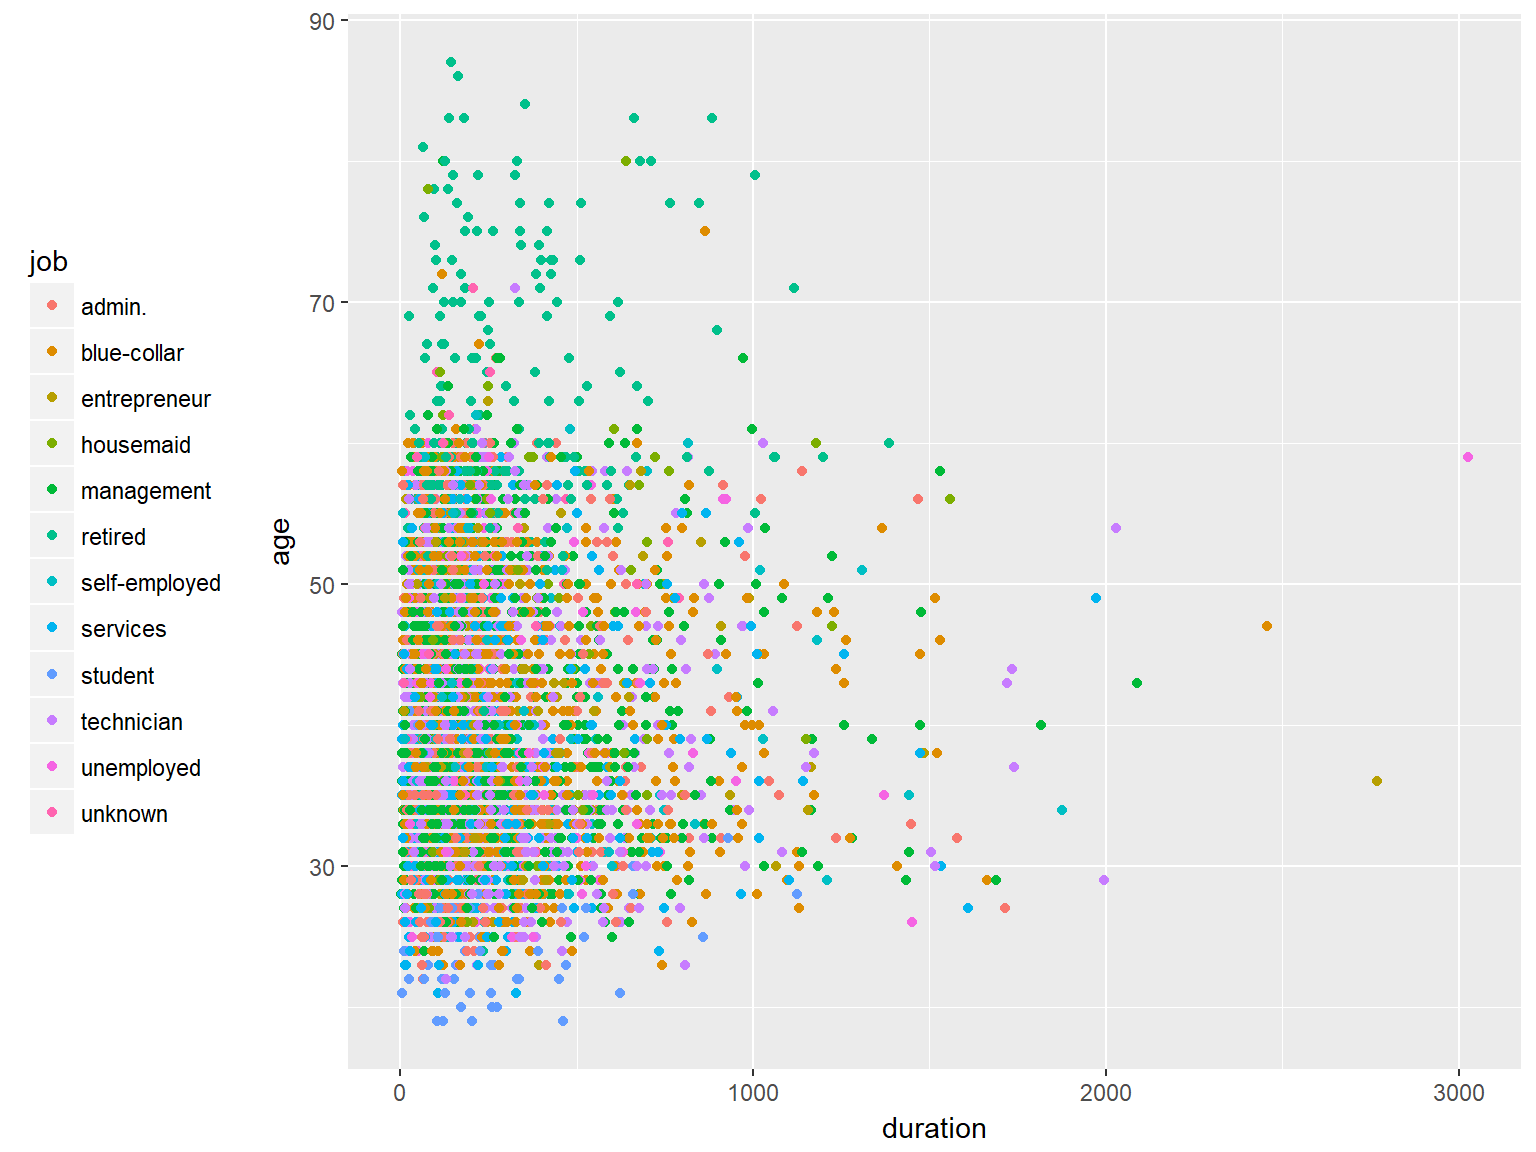 job
admin.
blue-collar
entrepreneur
housemaid
management
retired
self-employed
services
student
technician
unemployed
unknown
age
90
70
50
30
0 1000 2000 3000
duration